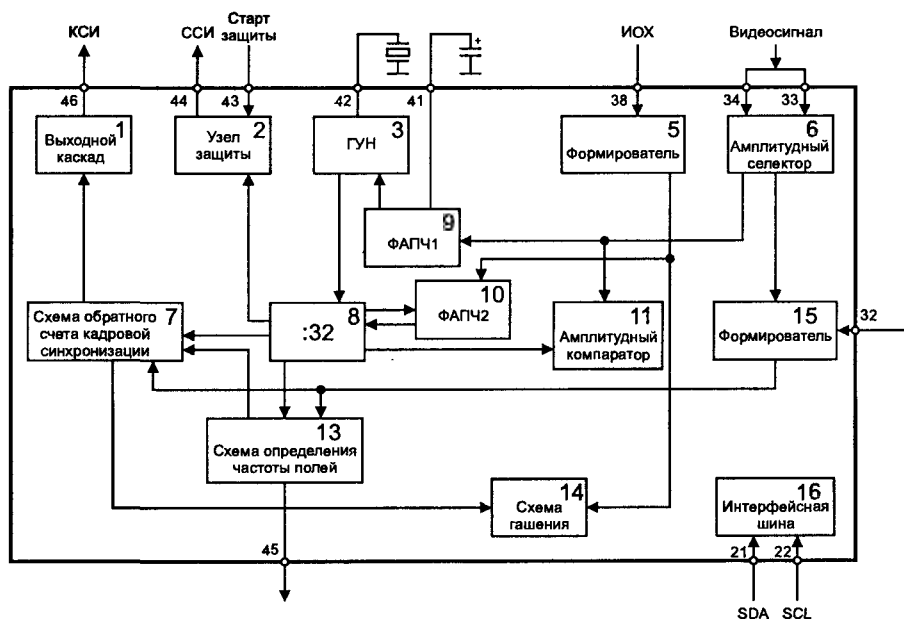 КСИ
ССИ
Старт
защиты
ИОХ
Видеосигнал
+
46
44
43
42
41
38
34
33
1
Выходной
каскад
2
Узел
защиты
3
ГУН
5
Формирователь
6
Амплитудный
селектор
9
ФАПЧ1
10
ФАПЧ2
7
Схема обратного
счета кадровой
синхронизации
8
:32
11
Амплитудный
компаратор
15
Формирователь
32
13
Схема определения
частоты полей
14
Схема
гашения
16
Интерфейсная
шина
45
21
22
SDA
SCL